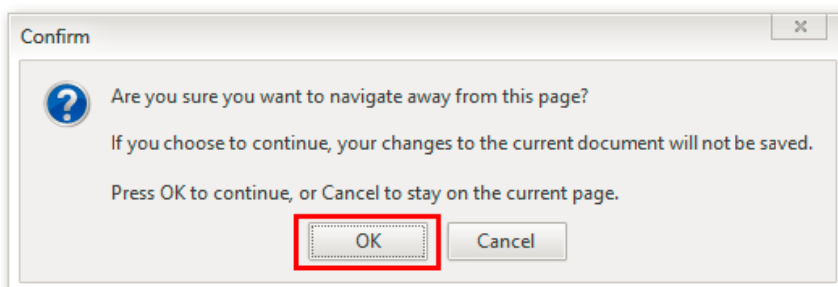 Confirm
Are you sure you want to navigate away from this page?
If you choose to continue, your changes to the current document will not be saved.
Press OK to continue, or Cancel to stay on the current page.
OK Cancel